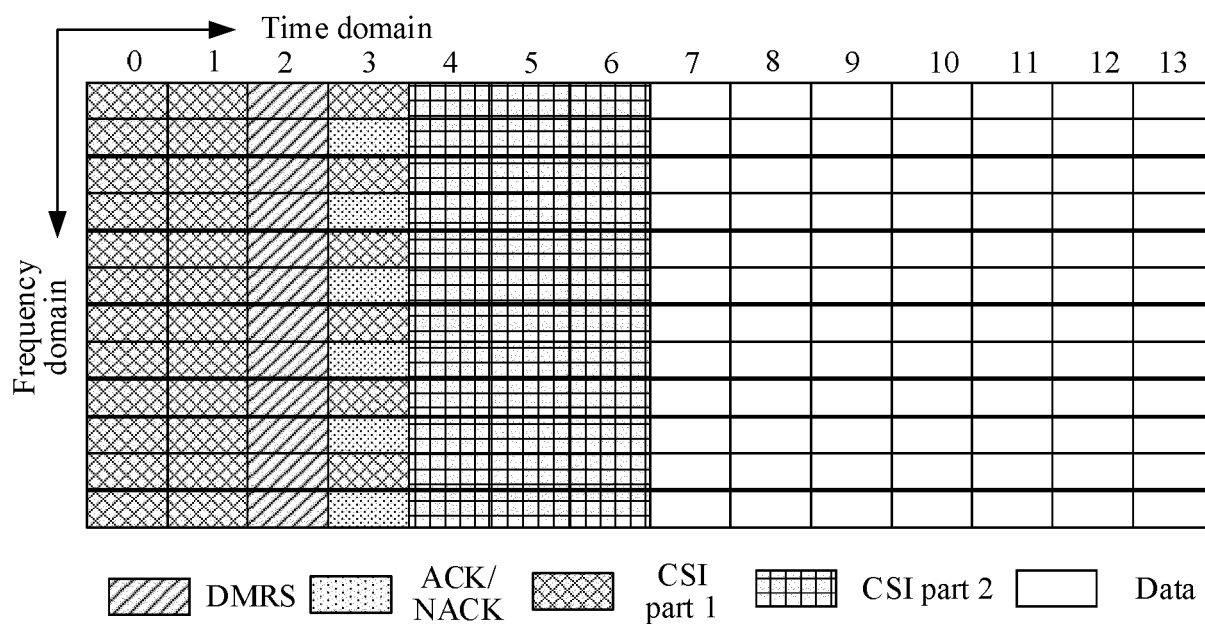 Time domain
0 1 2 3 4 5 6 7 8 9 10 11 12 13
Frequency
domain
DMRS
ACK/
NACK
CSI
part 1
CSI part 2
Data